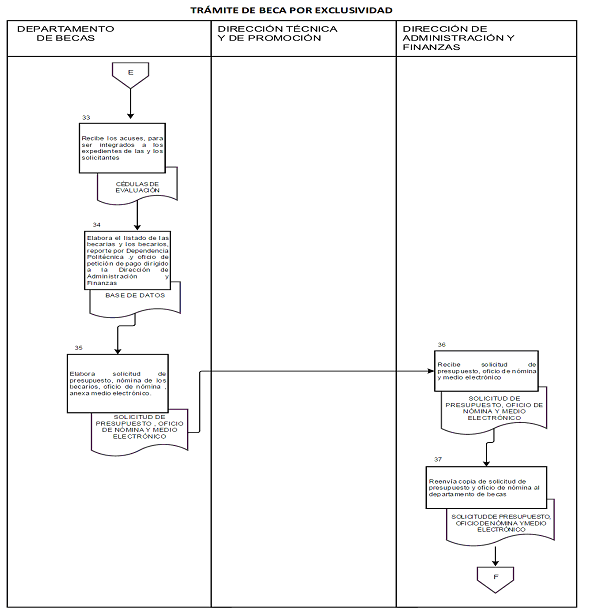 TRÁMITE DE BECA POR EXCLUSIVIDAD
DEPARTAMENTO
DE BECAS
DIRECCIÓN TÉCNICA
Y DE PROMOCIÓN
DIRECCIÓN DE
ADMINISTRACIÓN Y
FINANZAS
E
33
Recibe los acuses, para
ser integrados a los
expedientes de las y los
solicitantes
CÉDULAS DE
EVALUACIÓN
34
Elabora el listado de las
becarias y los becarios,
reporte por Dependencia
Politécnica y oficio de
petición de pago dirigido
a la Dirección de
Administración y
Finanzas
BASE DE DATOS
35
Elabora solicitud de
presupuesto, nómina de los
becarios, oficio de nómina ,
anexa medio electrónico.
SOLICITUD DE
PRESUPUESTO , OFICIO
DE NÓMINA Y MEDIO
ELECTRÓNICO
36
Recibe solicitud de
presupuesto, oficio de nómina
y medio electrónico
SOLICITUD DE
PRESUPUESTO, OFICIO DE
NÓMINA Y MEDIO
ELECTRÓNICO
37
Reenvía copia de solicitud de
presupuesto y oficio de nómina al
departamento de becas
SOLICITUD DE PRESUPUESTO,
OFICIO DE NÓMINA Y MEDIO
ELECTRÓNICO
F